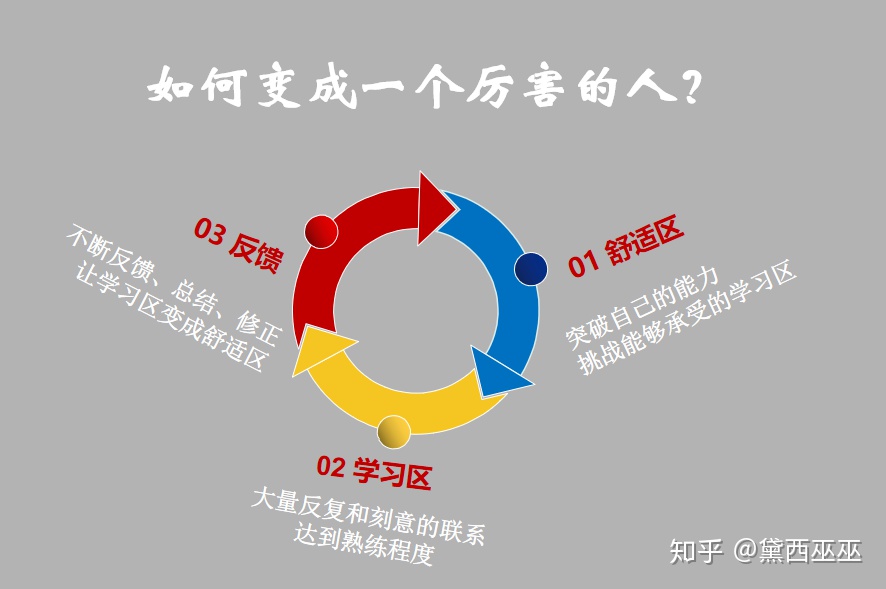 如何变成一个厉害的人？
01 舒适区
突破自己的能力
挑战能够承受的学习区
02 学习区
大量反复和刻意的联系
达到熟练程度
03 反馈
不断反馈、总结、修正
让学习区变成舒适区
知乎 @黛西巫巫